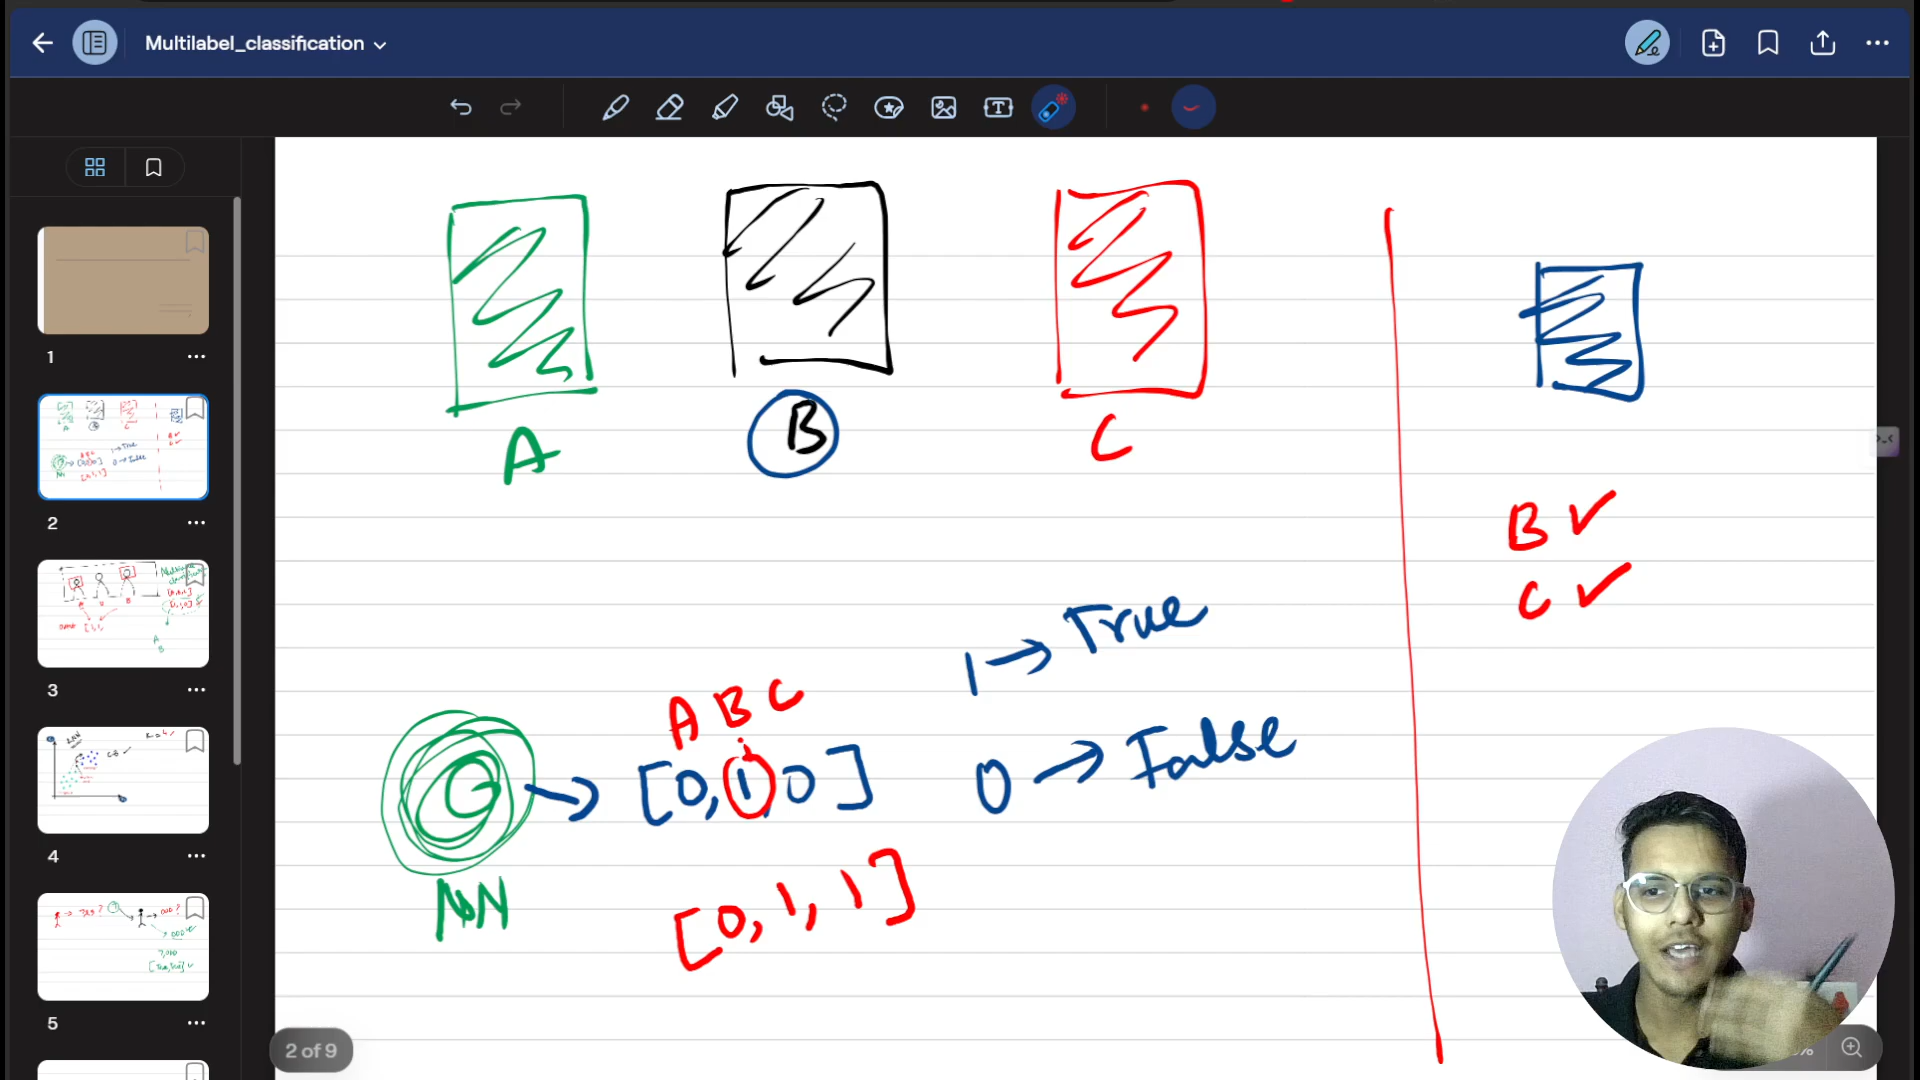 Multilabel_classification
A
B
C
B ✓
C ✓
1 → True
A B C
→ [0, 1, 0]
0 → False
NN
[0, 1, 1]
1
2
3
4
5
2 of 9